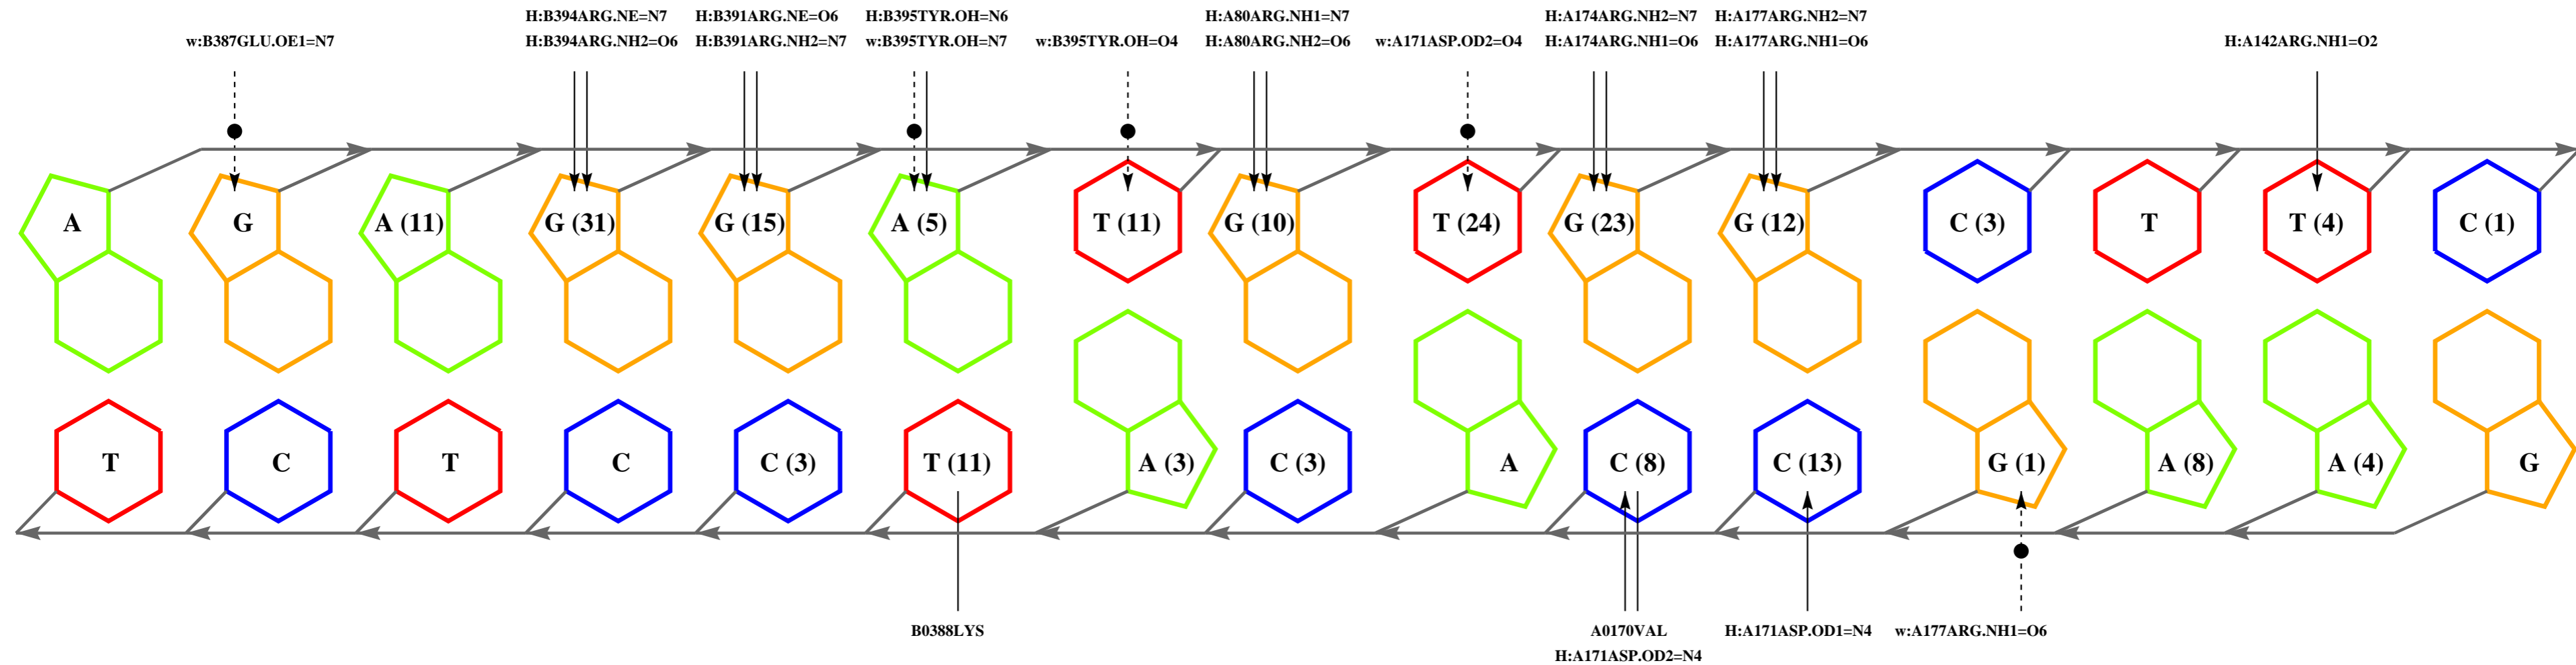 H:B394ARG.NE=N7 H:B391ARG.NE=O6 H:B395TYR.OH=N6 H:A80ARG.NH1=N7 H:A174ARG.NH2=N7 H:A177ARG.NH2=N7
w:B387GLU.OE1=N7 H:B394ARG.NH2=O6 H:B391ARG.NH2=N7 w:B395TYR.OH=N7 w:B395TYR.OH=O4 H:A80ARG.NH2=O6 w:A171ASP.OD2=O4 H:A174ARG.NH1=O6 H:A177ARG.NH1=O6 H:A142ARG.NH1=O2
A G A (11) G (31) G (15) A (5) T (11) G (10) T (24) G (23) G (12) C (3) T T (4) C (1)
T C T C C (3) T (11) A (3) C (3) A C (8) C (13) G (1) A (8) A (4) G
B0388LYS A0170VAL H:A171ASP.OD1=N4 w:A177ARG.NH1=O6
H:A171ASP.OD2=N4